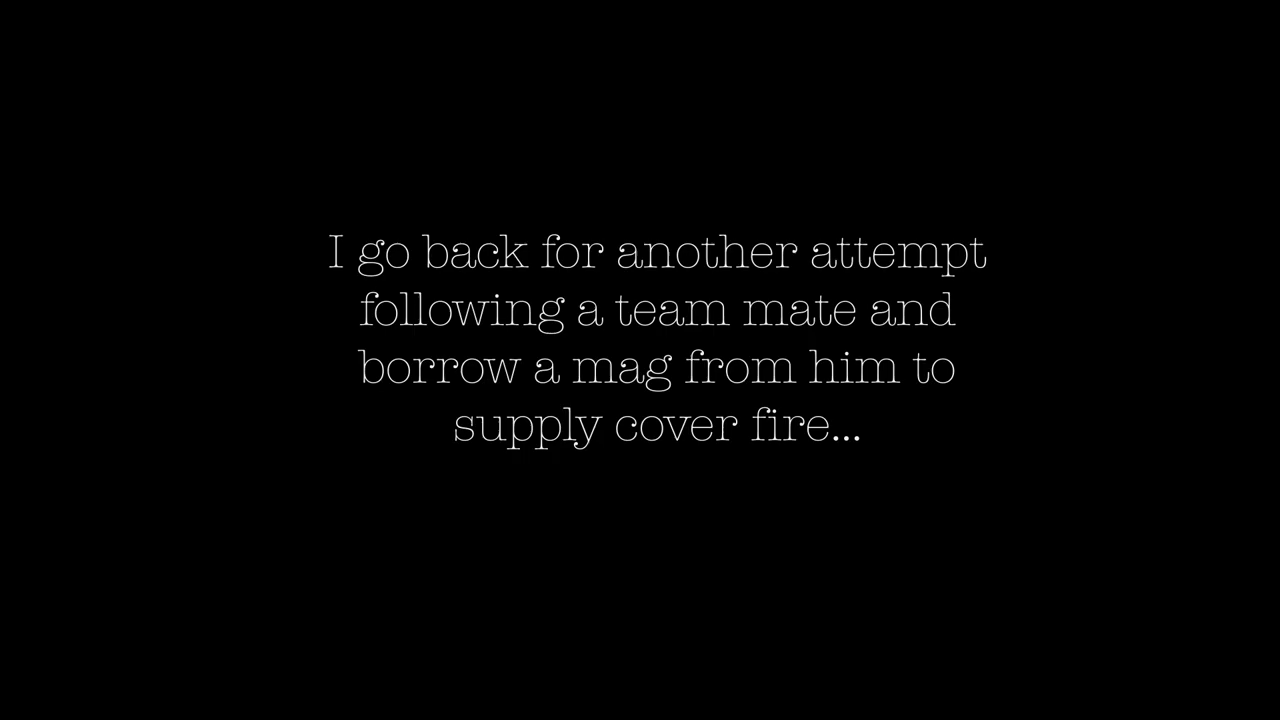 I go back for another attempt
following a team mate and
borrow a mag from him to
supply cover fire...